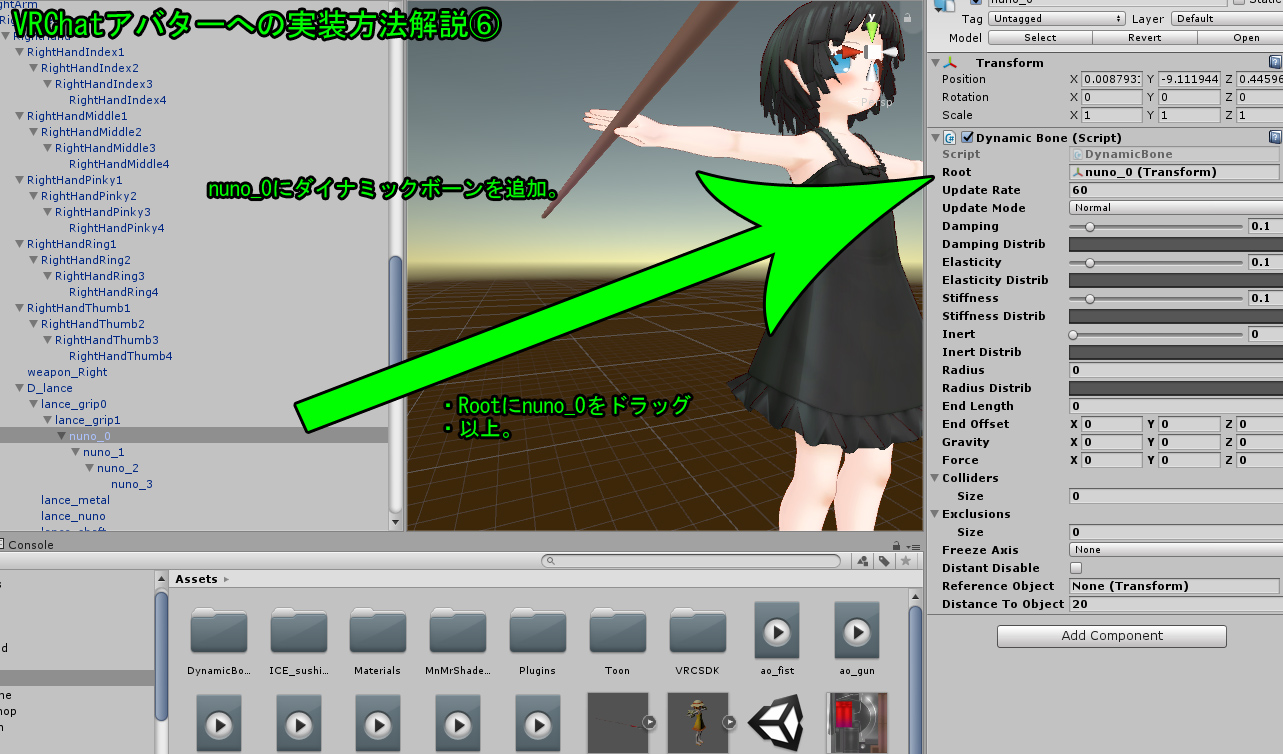 VRChatアバターへの実装方法解説⑥
RightHandIndex1
RightHandIndex2
RightHandIndex3
RightHandIndex4
RightHandMiddle1
RightHandMiddle2
RightHandMiddle3
RightHandMiddle4
RightHandPinky1
RightHandPinky2
RightHandPinky3
RightHandPinky4
RightHandRing1
RightHandRing2
RightHandRing3
RightHandRing4
RightHandThumb1
RightHandThumb2
RightHandThumb3
RightHandThumb4
weapon_Right
D_lance
lance_grip0
lance_grip1
nuno_0
nuno_1
nuno_2
nuno_3
lance_metal
lance_nuno
y
Persp
nuno_0にダイナミックボーンを追加。
・Rootにnuno_0をドラッグ
・以上。
nuno_0
Static
Tag Untagged Layer Default
Model Select Revert Open
Transform
Position X 0.008793: Y -9.111944 Z 0.44596
Rotation X 0 Y 0 Z 0
Scale X 1 Y 1 Z 1
Dynamic Bone (Script)
Script DynamicBone
Root nuno_0 (Transform)
Update Rate 60
Update Mode Normal
Damping 0.1
Damping Distrib
Elasticity 0.1
Elasticity Distrib
Stiffness 0.1
Stiffness Distrib
Inert 0
Inert Distrib
Radius 0
Radius Distrib
End Length 0
End Offset X 0 Y 0 Z 0
Gravity X 0 Y 0 Z 0
Force X 0 Y 0 Z 0
Colliders
Size 0
Exclusions
Size 0
Freeze Axis None
Distant Disable
Reference Object None (Transform)
Distance To Object 20
Add Component
Console
Assets
DynamicBo...
ICE_sushi...
Materials
MnMrShade...
Plugins
Toon
VRCSDK
ao_fist
ao_gun